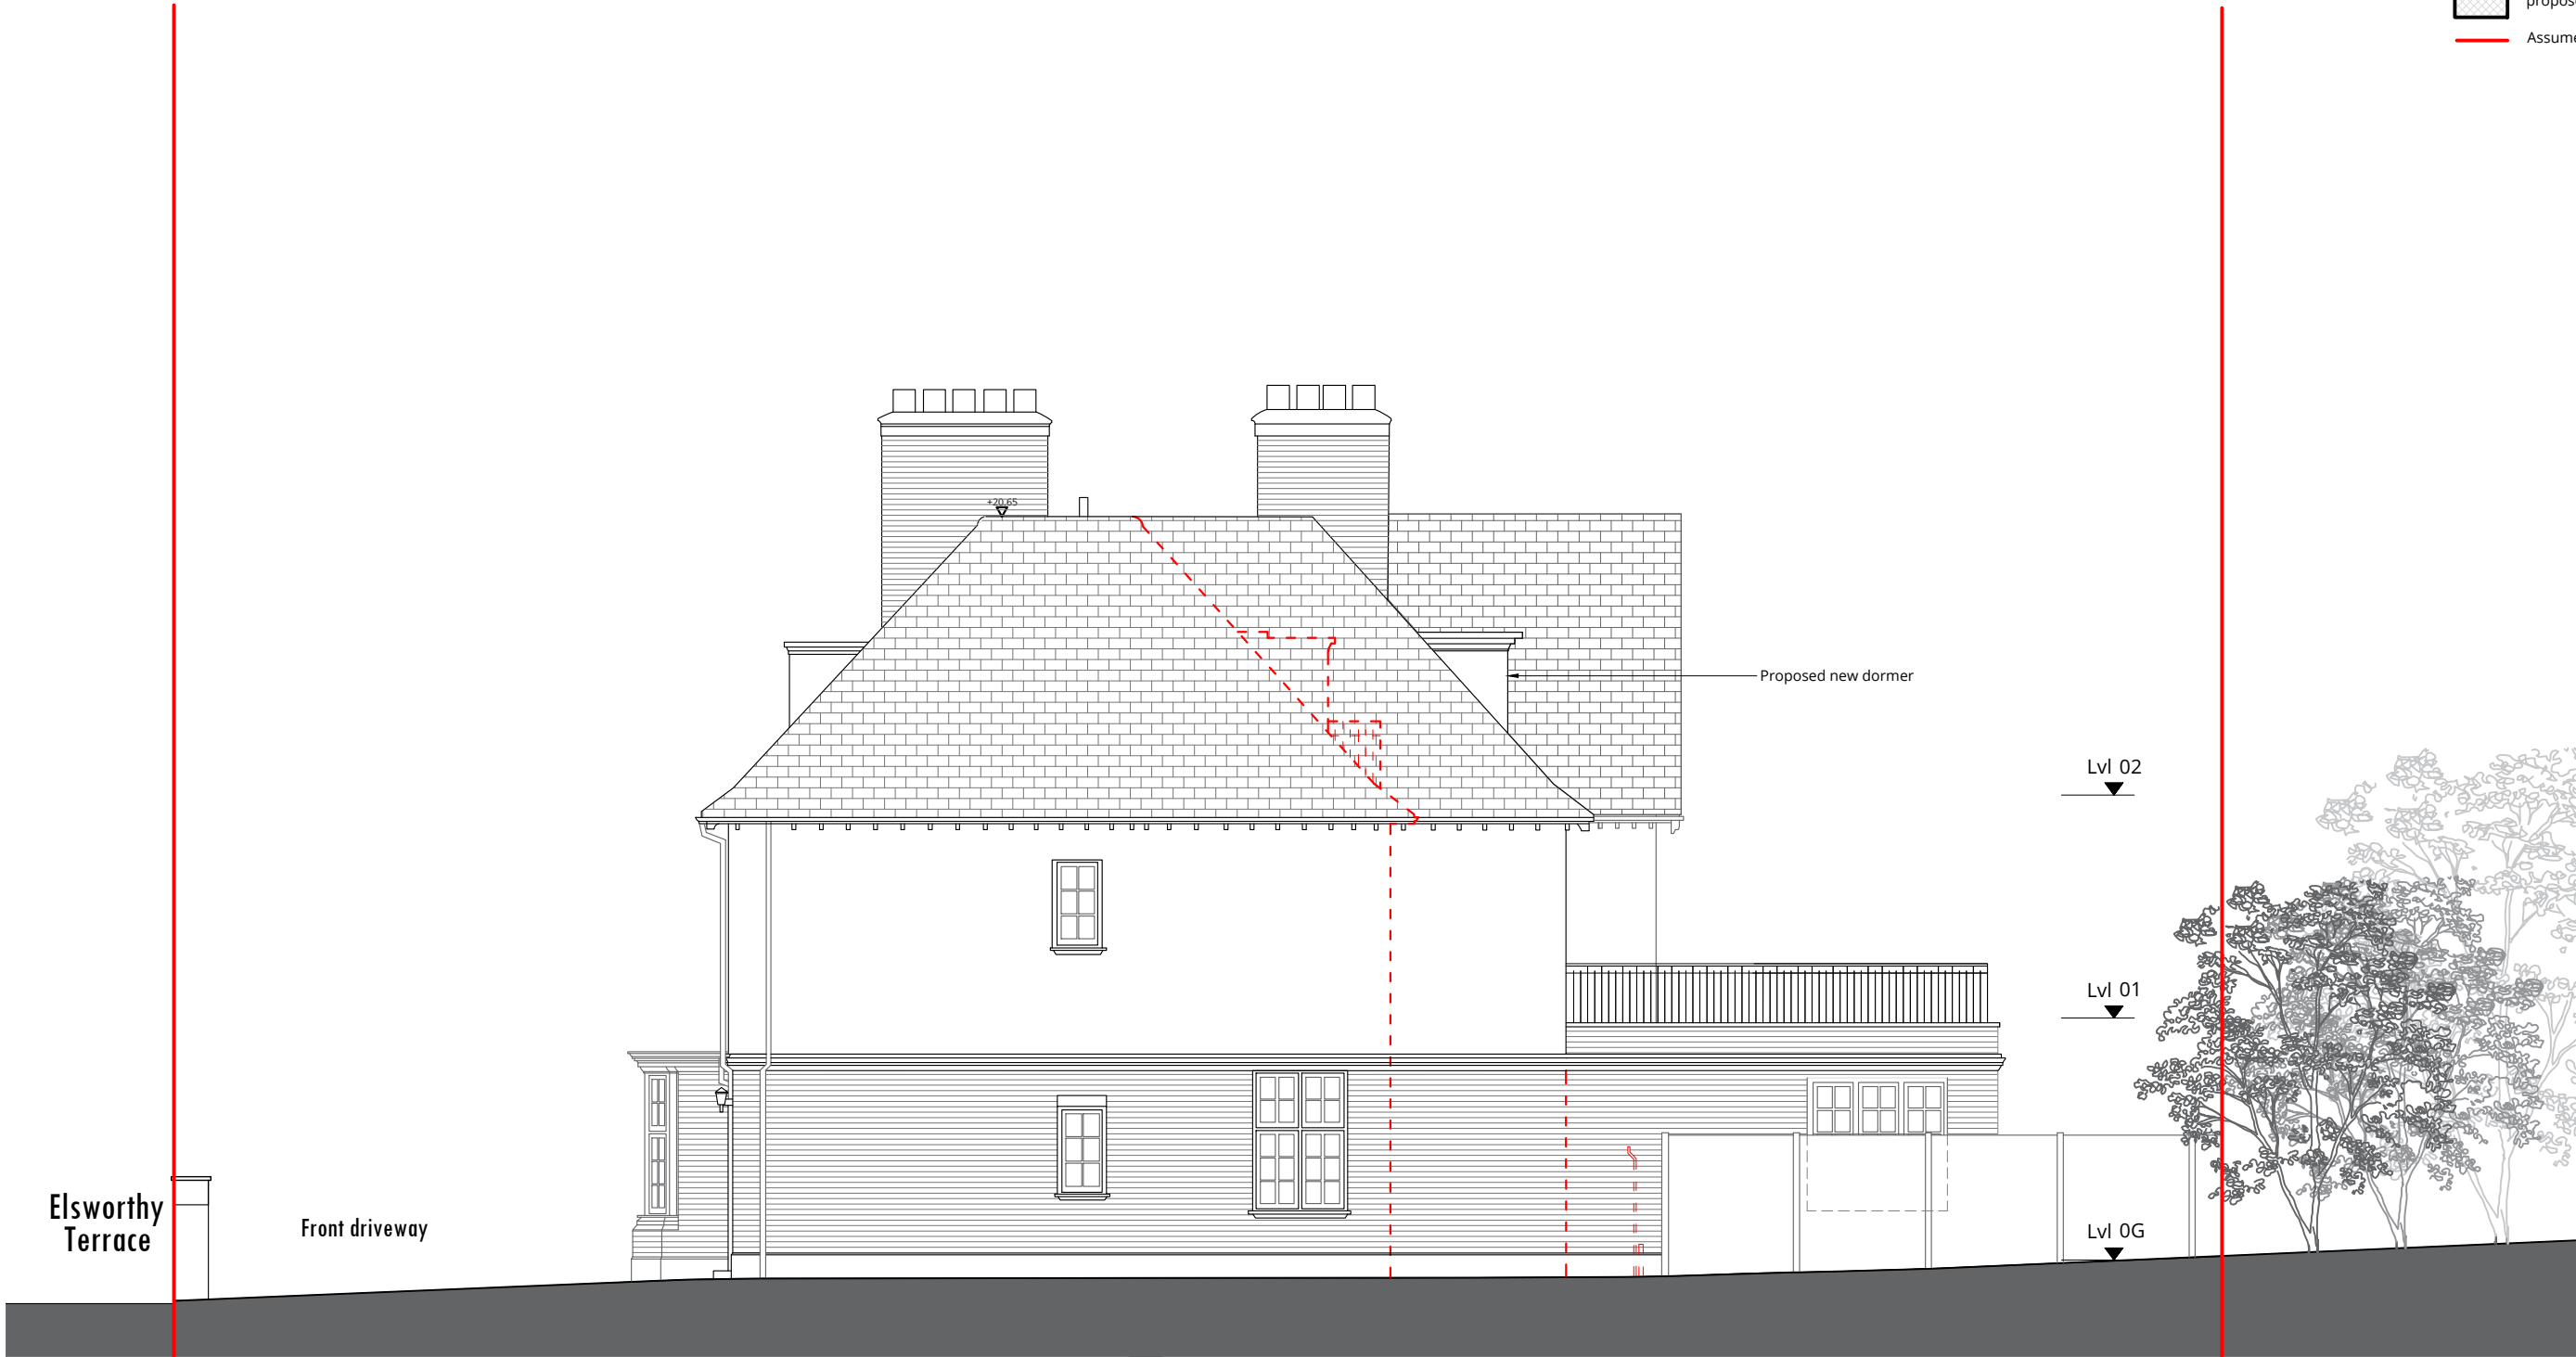 Assume
+20.65
Proposed new dormer
Lvl 02
Lvl 01
Elsworthy
Terrace
Front driveway
Lvl 0G